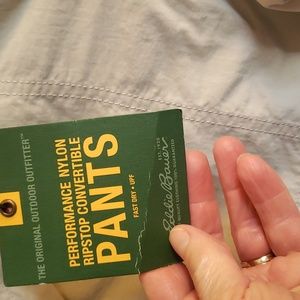 THE ORIGINAL OUTDOOR OUTFITTER™
PERFORMANCE NYLON
RIPSTOP CONVERTIBLE
PANTS
FAST DRY • UPF
Eddie Bauer